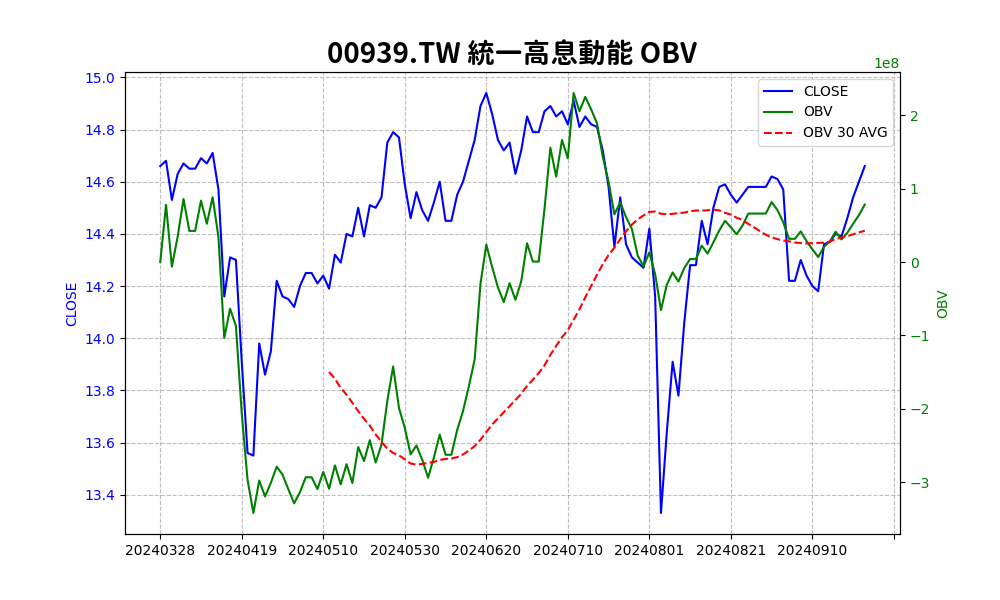 00939.TW 統一高息動能 OBV
1e8
CLOSE
OBV
OBV 30 AVG
15.0
14.8
14.6
14.4
14.2
14.0
13.8
13.6
13.4
CLOSE
2
1
0
−1
−2
−3
OBV
20240328 20240419 20240510 20240530 20240620 20240710 20240801 20240821 20240910